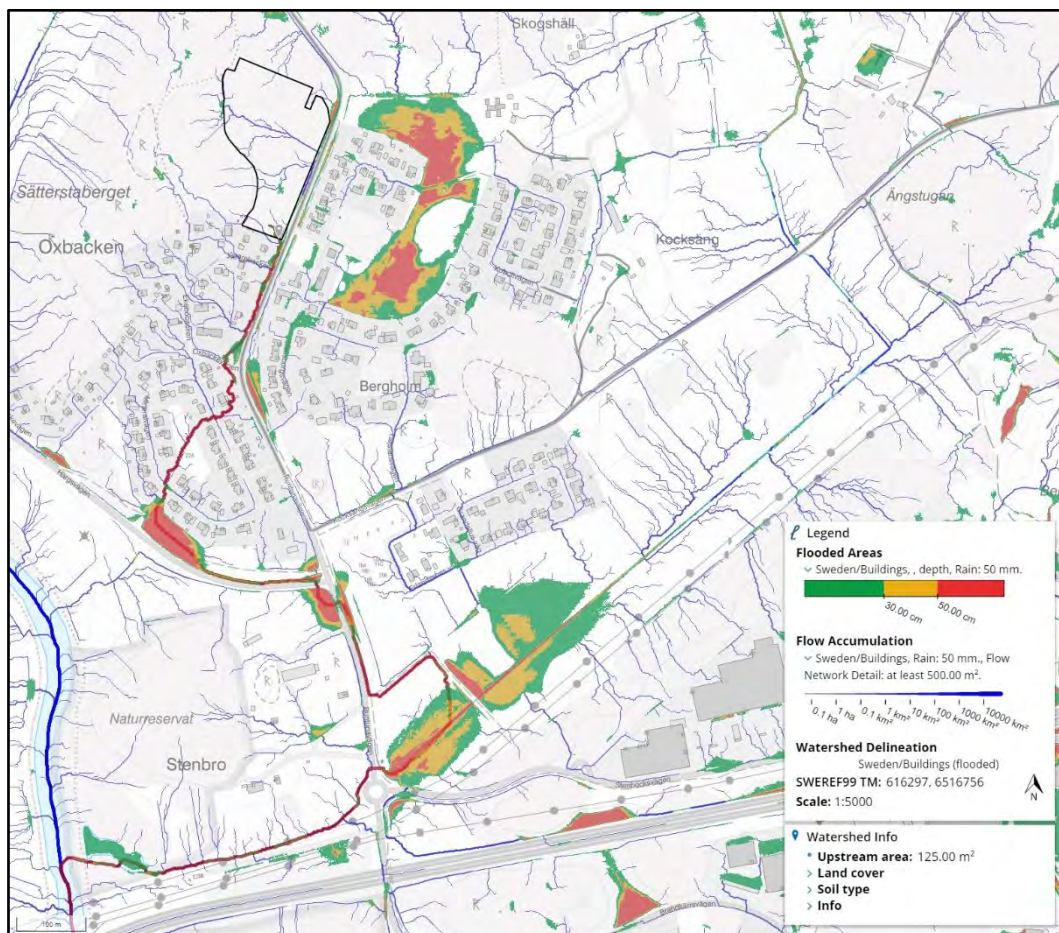 Skogshäll
Sätterstaberget
Oxbacken
Ängstugan
Kocksäng
Bergholm
Naturreservat
Stenbro
Legend
Flooded Areas
Sweden/Buildings, , depth, Rain: 50 mm.
30.00 cm
50.00 cm
Flow Accumulation
Sweden/Buildings, Rain: 50 mm., Flow
Network Detail: at least 500.00 m².
0.1 ha
1 ha
0.1 km²
1 km²
10 km²
100 km²
1000 km²
10000 km²
Watershed Delineation
Sweden/Buildings (flooded)
SWEREF99 TM: 616297, 6516756
Scale: 1:5000
N
Watershed Info
Upstream area: 125.00 m²
Land cover
Soil type
Info
100 m